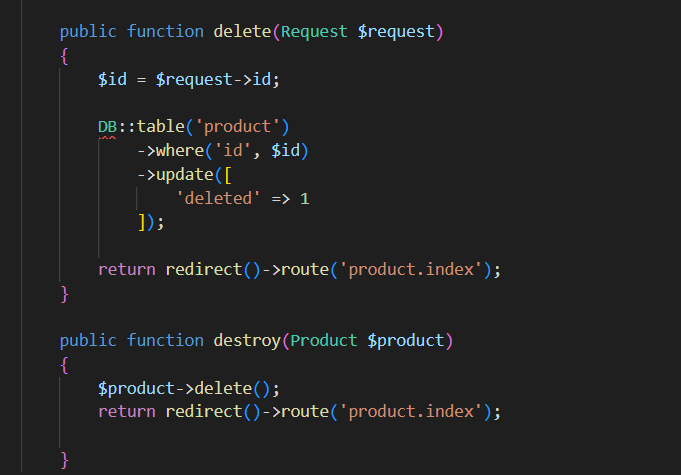 public function delete(Request $request)
{
$id = $request->id;
DB::table('product')
->where('id', $id)
->update([
'deleted' => 1
]);
return redirect()->route('product.index');
}
public function destroy(Product $product)
{
$product->delete();
return redirect()->route('product.index');
}